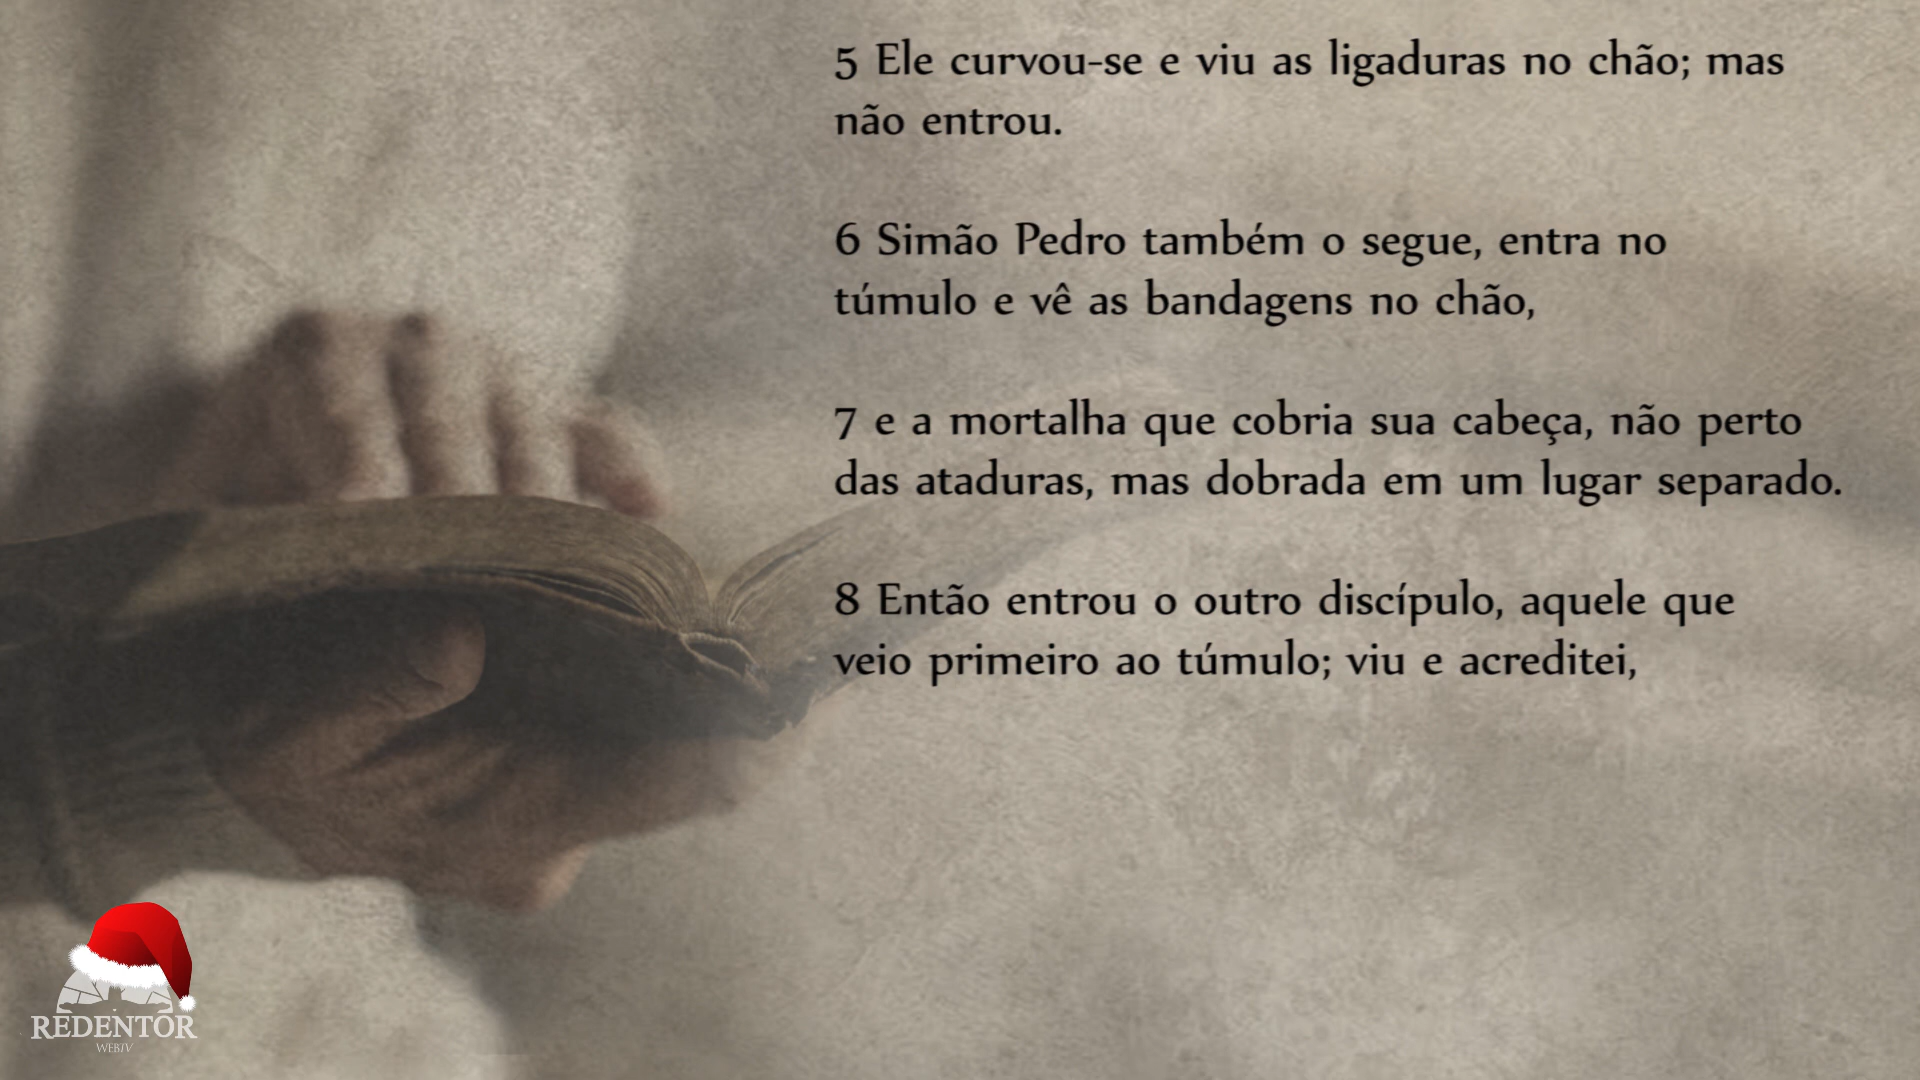 5 Ele curvou-se e viu as ligaduras no chão; mas
não entrou.
6 Simão Pedro também o segue, entra no
túmulo e vê as bandagens no chão,
7 e a mortalha que cobria sua cabeça, não perto
das ataduras, mas dobrada em um lugar separado.
8 Então entrou o outro discípulo, aquele que
veio primeiro ao túmulo; viu e acreditei,
REDENTOR
WEBTV